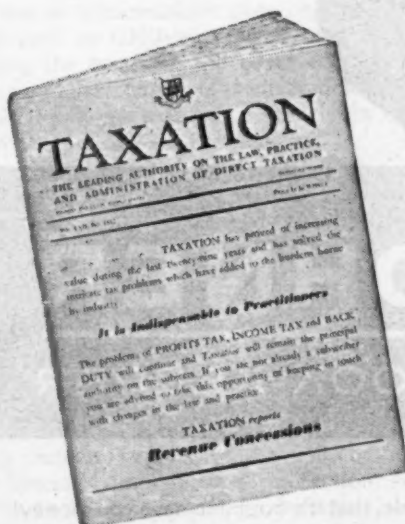 TAXATION
THE LEADING AUTHORITY ON THE LAW, PRACTICE,
AND ADMINISTRATION OF DIRECT TAXATION
TAXATION has proved of increasing
value during the last twenty-nine years and has solved the
intricate tax problems which have added to the burdens borne
by industry
It is Indispensable to Practitioners
The problems of PROFITS TAX, INCOME TAX and BACK
DUTY will continue and Taxation will remain the principal
authority on the subject. If you are not already a subscriber
you are advised to take this opportunity of keeping in touch
with changes in the law and practice
TAXATION reports
Revenue Concessions